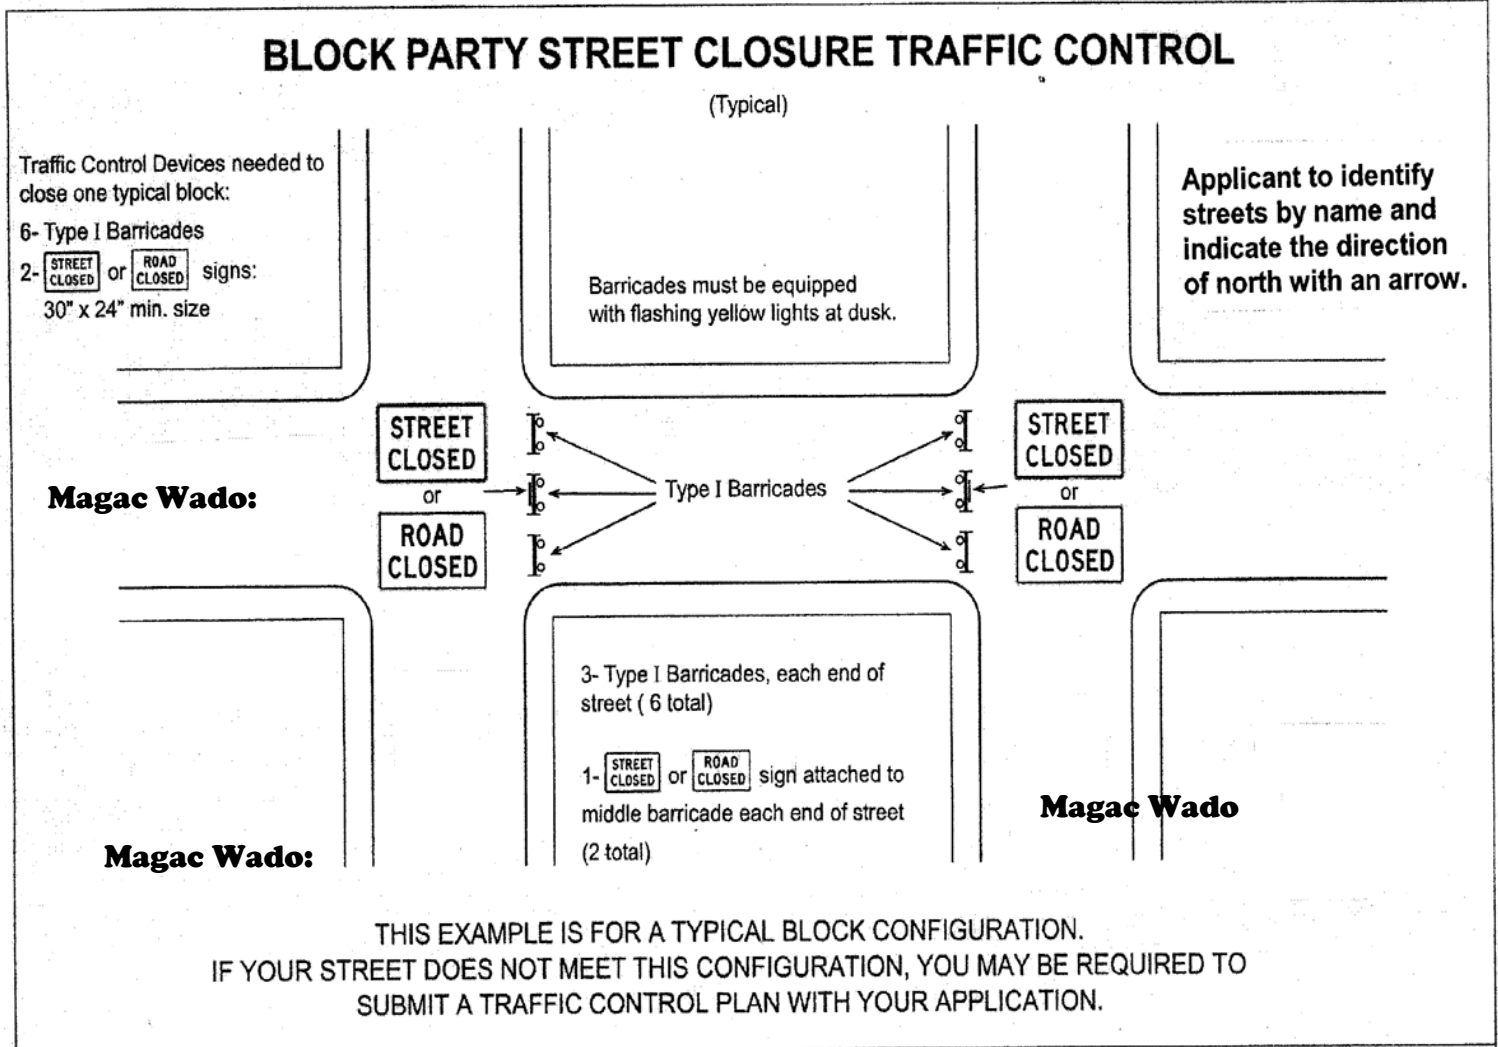 BLOCK PARTY STREET CLOSURE TRAFFIC CONTROL
(Typical)
Traffic Control Devices needed to
close one typical block:
6- Type I Barricades
2- STREET CLOSED or ROAD CLOSED signs:
30" x 24" min. size
Barricades must be equipped
with flashing yellow lights at dusk.
Applicant to identify
streets by name and
indicate the direction
of north with an arrow.
STREET
CLOSED
or
ROAD
CLOSED
Type I Barricades
STREET
CLOSED
or
ROAD
CLOSED
Magac Wado:
3- Type I Barricades, each end of
street ( 6 total)
1- STREET CLOSED or ROAD CLOSED sign attached to
middle barricade each end of street
(2 total)
Magac Wado:
Magac Wado
THIS EXAMPLE IS FOR A TYPICAL BLOCK CONFIGURATION.
IF YOUR STREET DOES NOT MEET THIS CONFIGURATION, YOU MAY BE REQUIRED TO
SUBMIT A TRAFFIC CONTROL PLAN WITH YOUR APPLICATION.